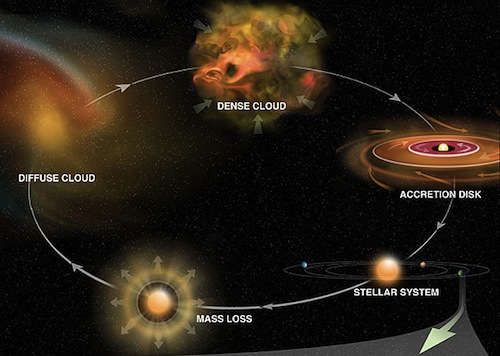 DENSE CLOUD
DIFFUSE CLOUD
ACCRETION DISK
STELLAR SYSTEM
MASS LOSS